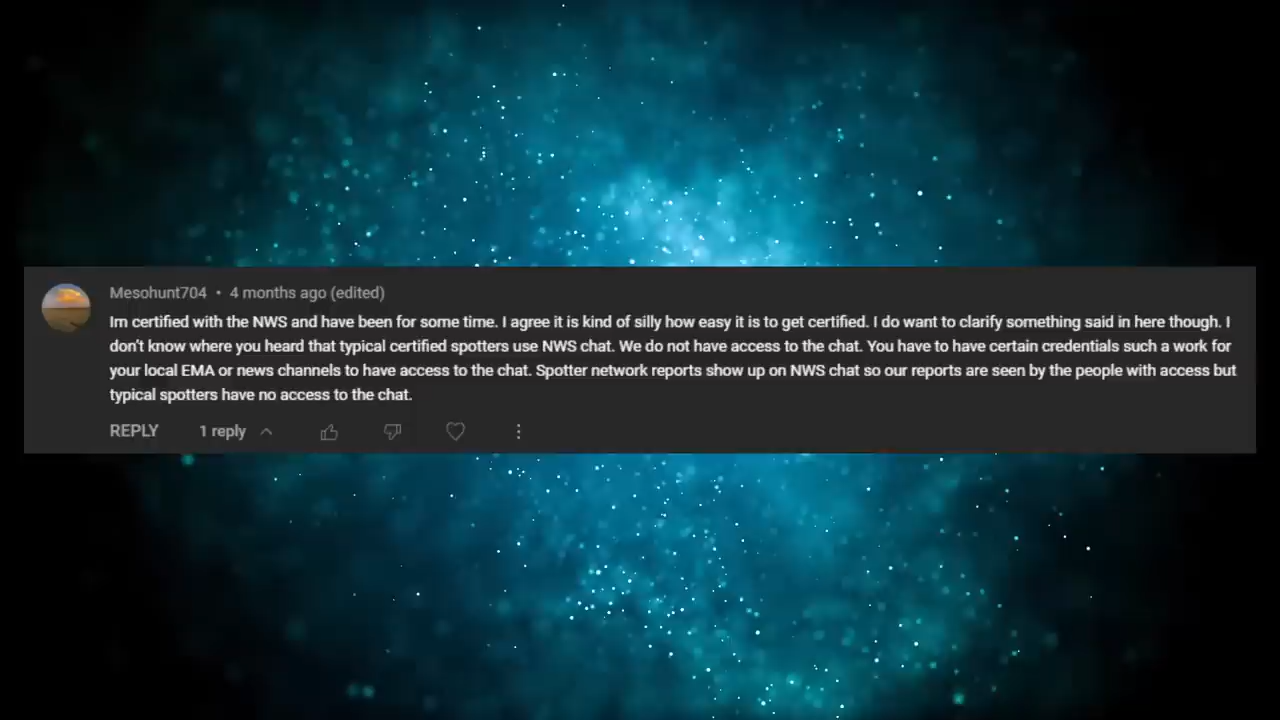 Mesohunt704 • 4 months ago (edited)
Im certified with the NWS and have been for some time. I agree it is kind of silly how easy it is to get certified. I do want to clarify something said in here though. I
don't know where you heard that typical certified spotters use NWS chat. We do not have access to the chat. You have to have certain credentials such a work for
your local EMA or news channels to have access to the chat. Spotter network reports show up on NWS chat so our reports are seen by the people with access but
typical spotters have no access to the chat.
REPLY 1 reply